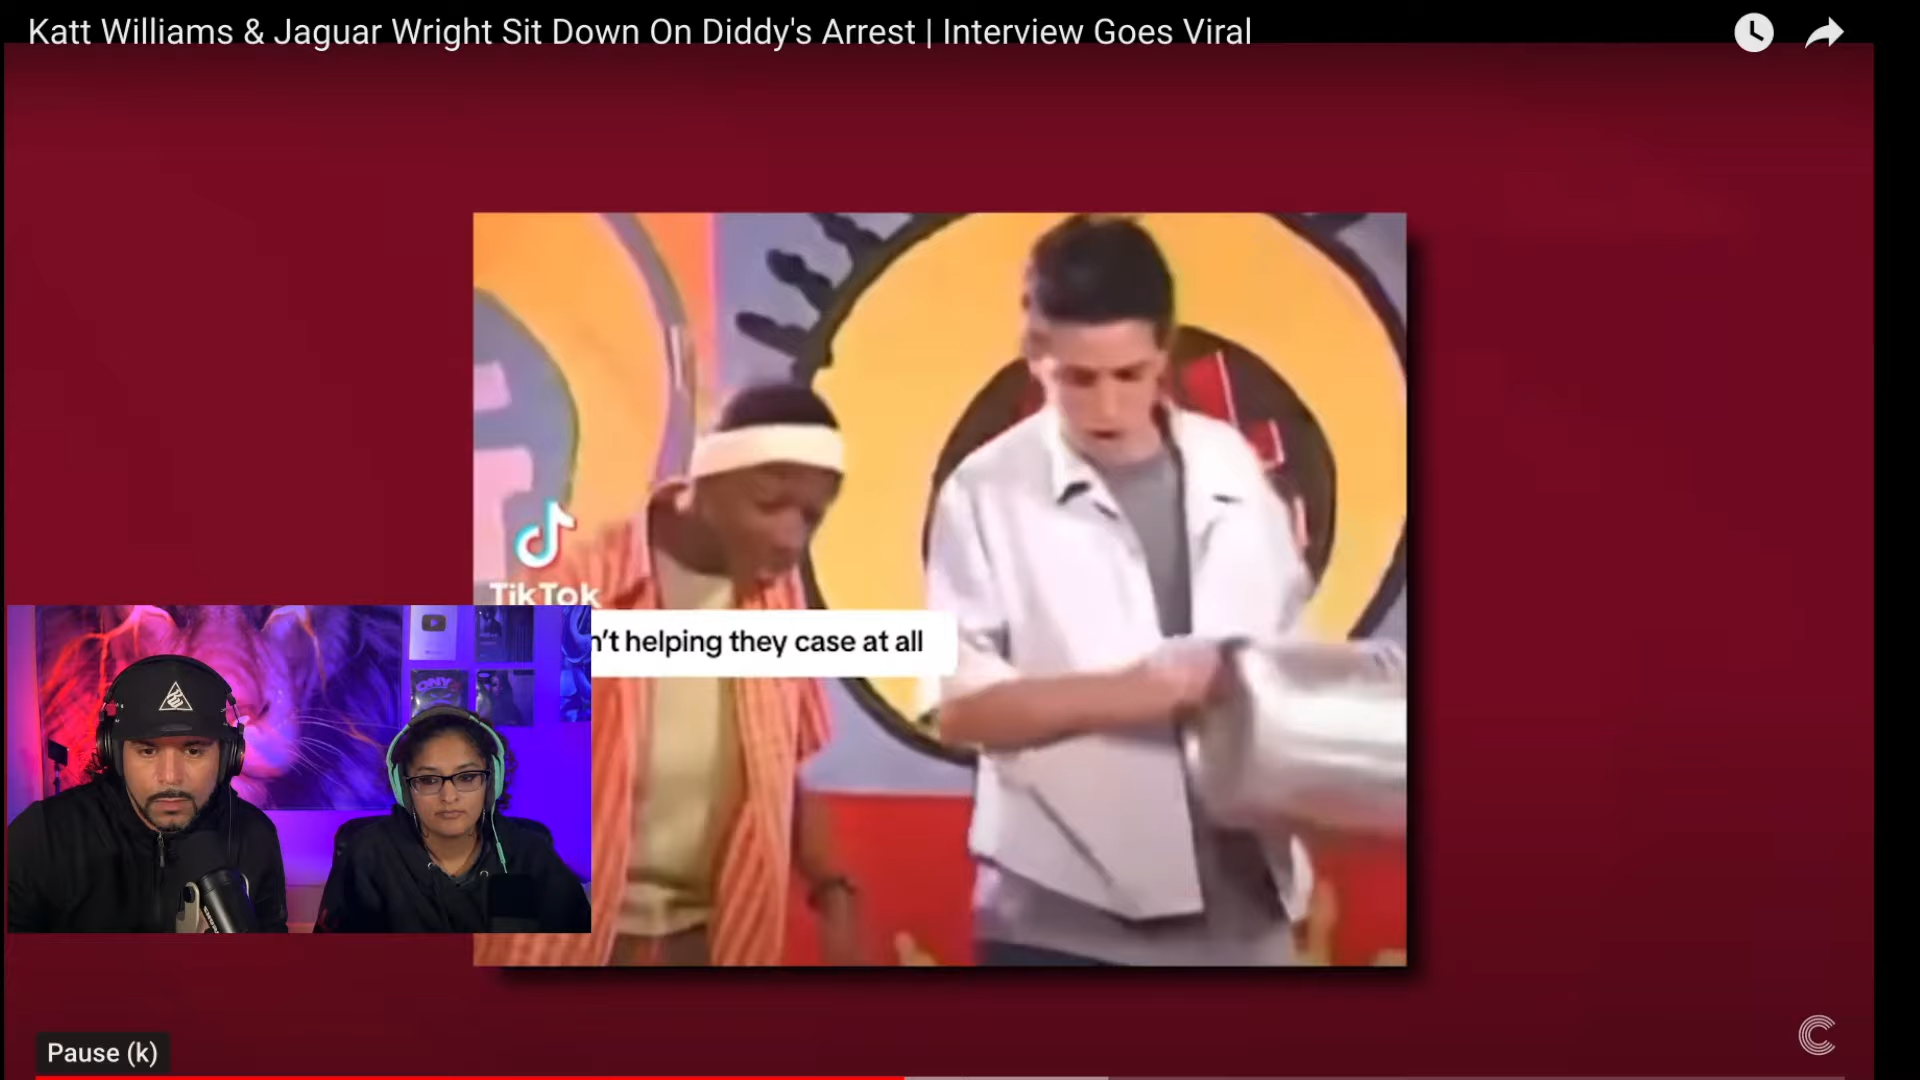 Katt Williams & Jaguar Wright Sit Down On Diddy's Arrest | Interview Goes Viral
TikTok
n't helping they case at all
ONYX
Pause (k)